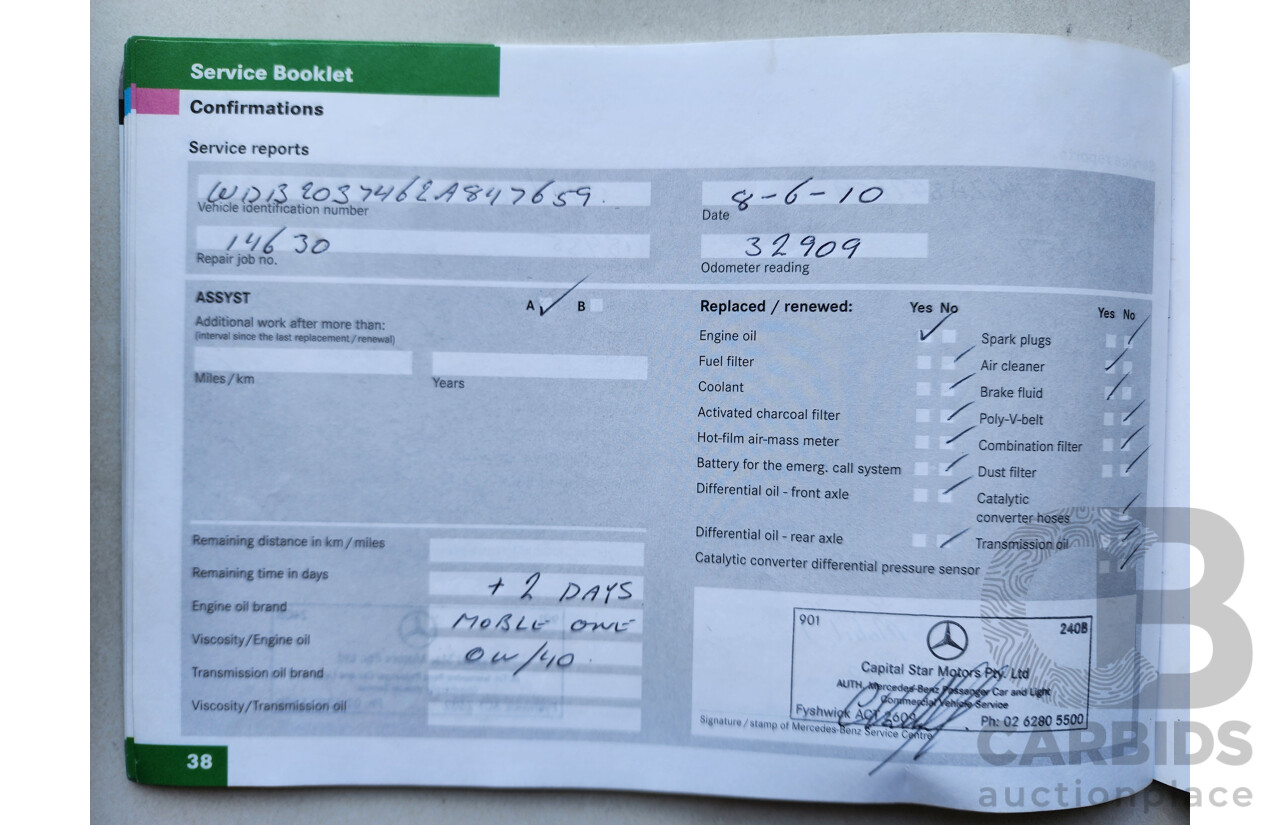 Service Booklet
Confirmations
Service reports
WDB2037462A847659.
Vehicle identification number
8-6-10
Date
14630
Repair job no.
32909
Odometer reading
ASSYST
A B
Additional work after more than:
(interval since the last replacement/renewal)
Miles/km
Years
Replaced / renewed:
Yes No
Yes No
Engine oil
Spark plugs
Fuel filter
Air cleaner
Coolant
Brake fluid
Activated charcoal filter
Poly-V-belt
Hot-film air-mass meter
Combination filter
Battery for the emerg. call system
Dust filter
Differential oil - front axle
Catalytic
converter hoses
Differential oil - rear axle
Transmission oil
Catalytic converter differential pressure sensor
Remaining distance in km/miles
Remaining time in days
+ 2 DAYS
Engine oil brand
MOBLE ONE
Viscosity/Engine oil
0W/40
Transmission oil brand
Viscosity/Transmission oil
901
240B
Capital Star Motors Pty. Ltd
AUTH. Mercedes-Benz Passenger Car and Light
Commercial Vehicle Service
Fyshwick ACT 2609
Ph: 02 6280 5500
Signature/stamp of Mercedes-Benz Service Centre
38
CB
CARBIDS
auctionplace